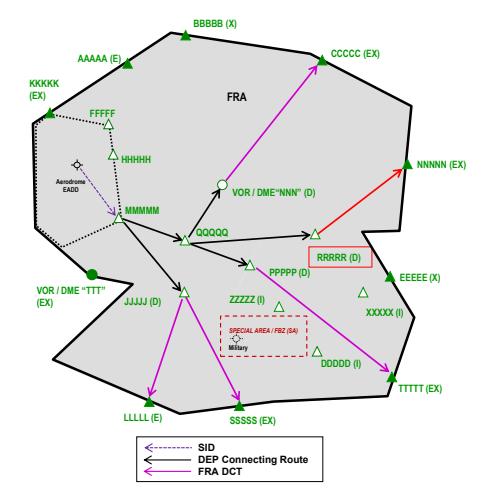 BBBBB (X)
CCCCC (EX)
AAAAA (E)
KKKKK
(EX)
FRA
FFFFF
HHHHH
NNNNN (EX)
Aerodrome
EADD
VOR / DME"NNN" (D)
MMMMM
QQQQQ
RRRRR (D)
PPPPP (D)
VOR / DME "TTT"
(EX)
EEEEE (X)
JJJJJ (D)
ZZZZZ (I)
XXXXX (I)
SPECIAL AREA / FBZ (SA)
Military
DDDDD (I)
TTTTT (EX)
LLLLL (E)
SSSSS (EX)
SID
DEP Connecting Route
FRA DCT